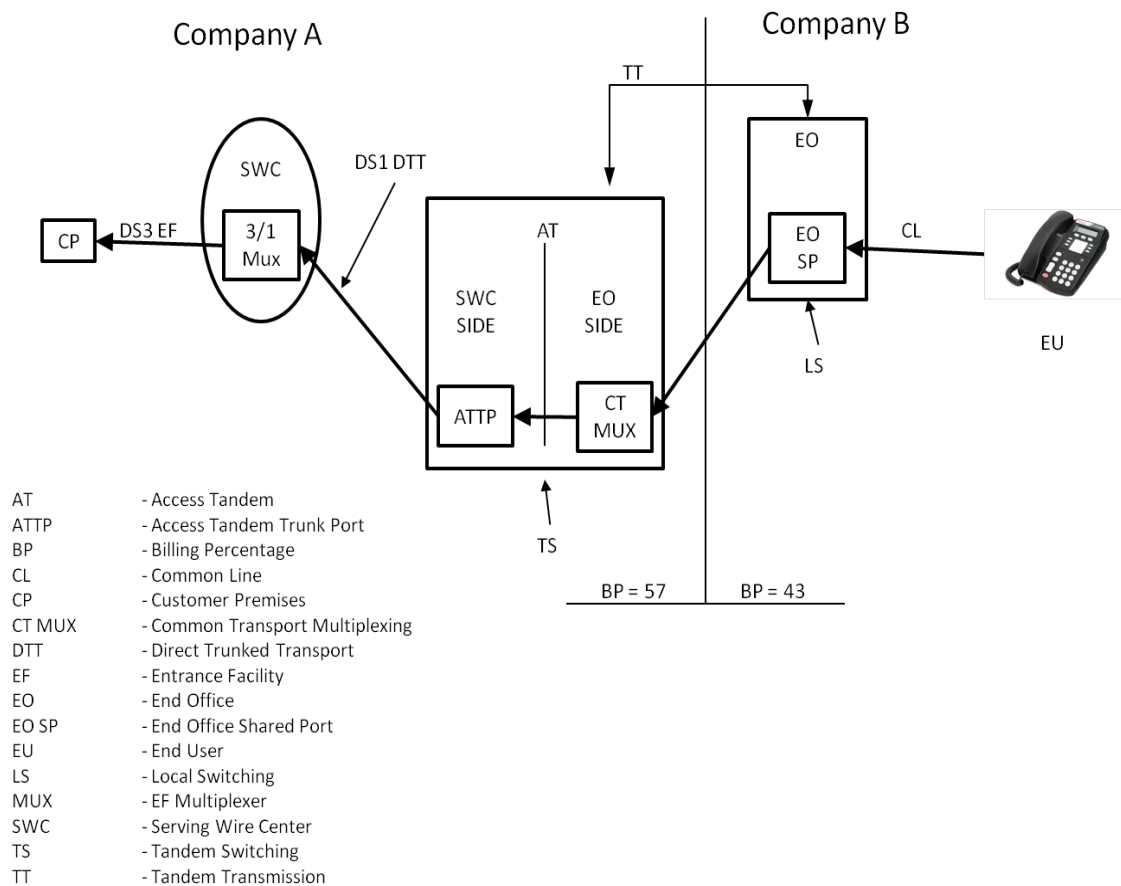 Company A
Company B
TT
EO
SWC
DS1 DTT
AT
CP
DS3 EF
3/1
Mux
EO
SP
CL
SWC
SIDE
EO
SIDE
EU
LS
ATTP
CT
MUX
TS
BP = 57
BP = 43
AT - Access Tandem
ATTP - Access Tandem Trunk Port
BP - Billing Percentage
CL - Common Line
CP - Customer Premises
CT MUX - Common Transport Multiplexing
DTT - Direct Trunked Transport
EF - Entrance Facility
EO - End Office
EO SP - End Office Shared Port
EU - End User
LS - Local Switching
MUX - EF Multiplexer
SWC - Serving Wire Center
TS - Tandem Switching
TT - Tandem Transmission